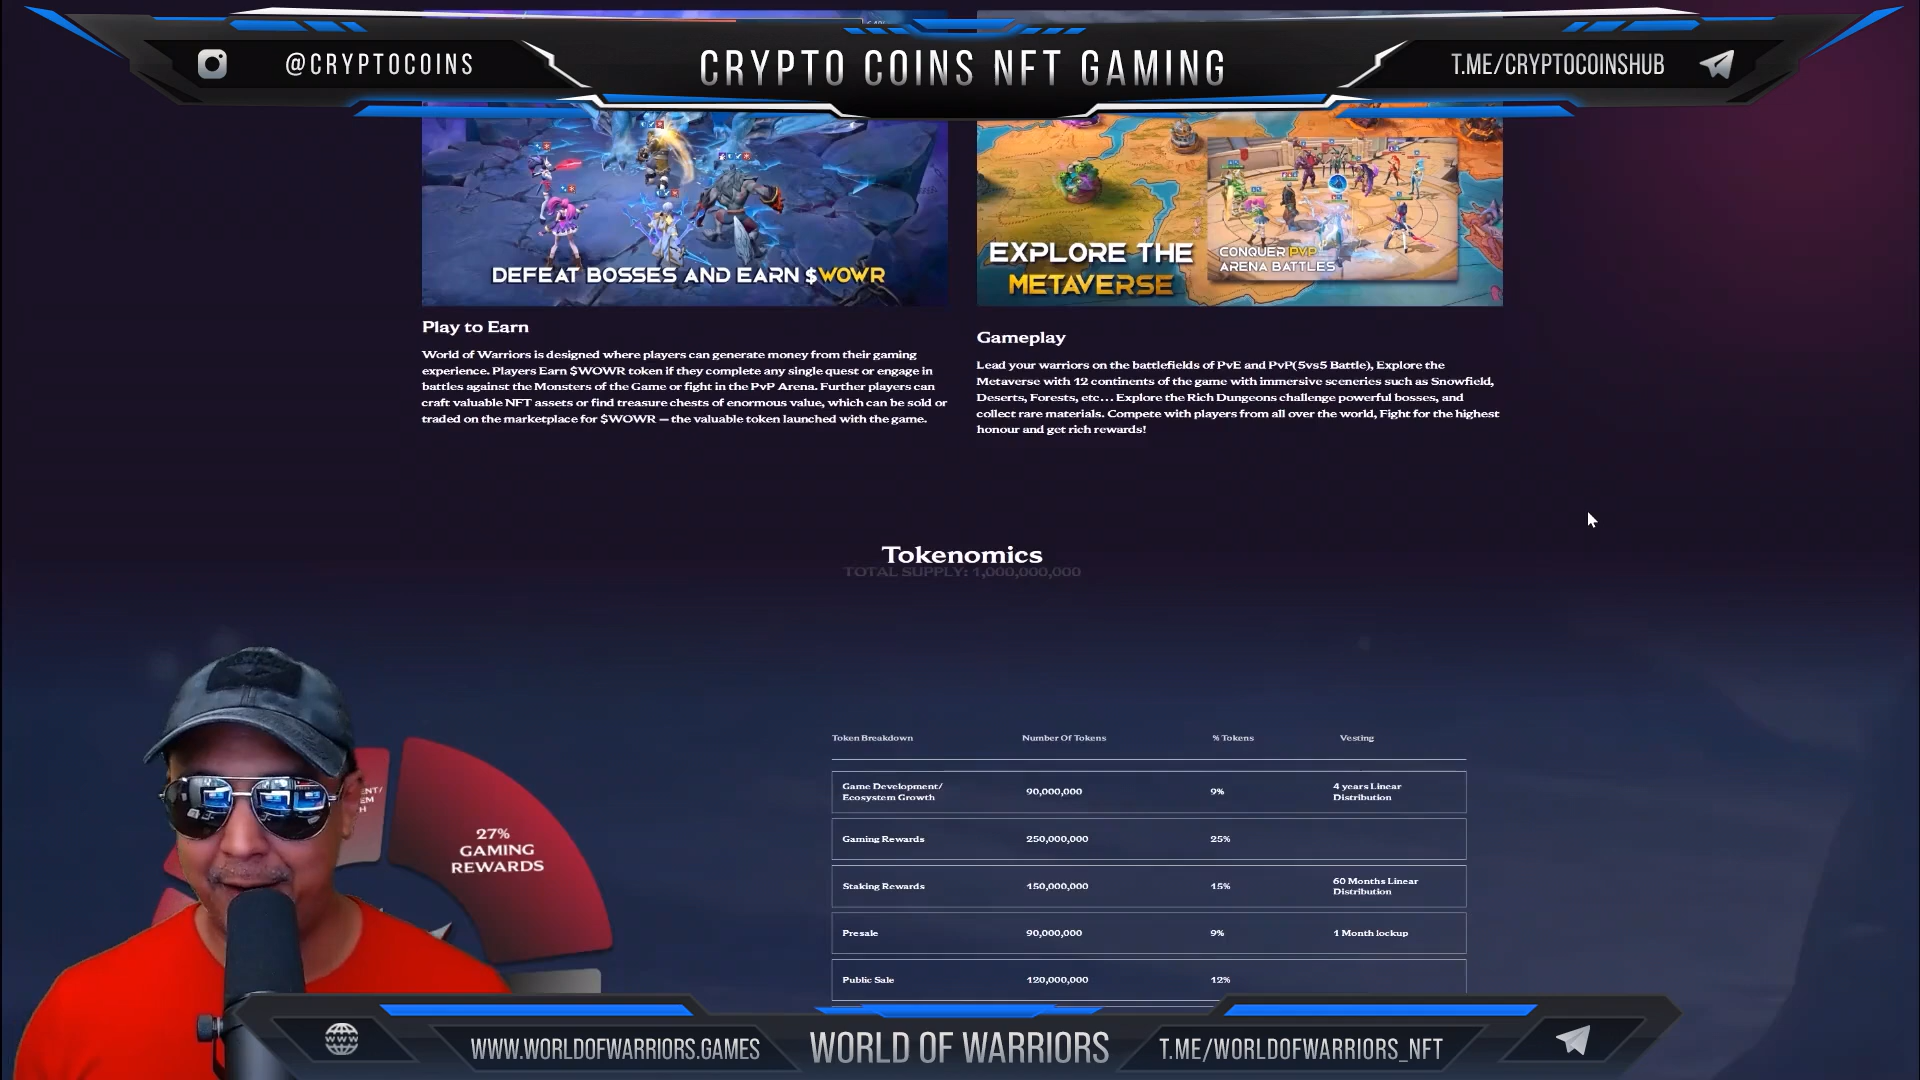 @CRYPTOCOINS
CRYPTO COINS NFT GAMING
T.ME/CRYPTOCOINSHUB
DEFEAT BOSSES AND EARN $WOWR
EXPLORE THE
METAVERSE
CONQUER PVP
ARENA BATTLES
Play to Earn
World of Warriors is designed where players can generate money from their gaming
experience. Players Earn $WOWR token if they complete any single quest or engage in
battles against the Monsters of the Game or fight in the PvP Arena. Further players can
craft valuable NFT assets or find treasure chests of enormous value, which can be sold or
traded on the marketplace for $WOWR — the valuable token launched with the game.
Gameplay
Lead your warriors on the battlefields of PvE and PvP(5vs5 Battle), Explore the
Metaverse with 12 continents of the game with immersive sceneries such as Snowfield,
Deserts, Forests, etc... Explore the Rich Dungeons challenge powerful bosses, and
collect rare materials. Compete with players from all over the world, Fight for the highest
honour and get rich rewards!
Tokenomics
TOTAL SUPPLY: 1,000,000,000
27%
GAMING
REWARDS
Token Breakdown Number Of Tokens % Tokens Vesting
Game Development/
Ecosystem Growth 90,000,000 9% 4 years Linear
Distribution
Gaming Rewards 250,000,000 25%
Staking Rewards 150,000,000 15% 60 Months Linear
Distribution
Presale 90,000,000 9% 1 Month lockup
Public Sale 120,000,000 12%
WWW
WWW.WORLDOFWARRIORS.GAMES
WORLD OF WARRIORS
T.ME/WORLDOFWARRIORS_NFT